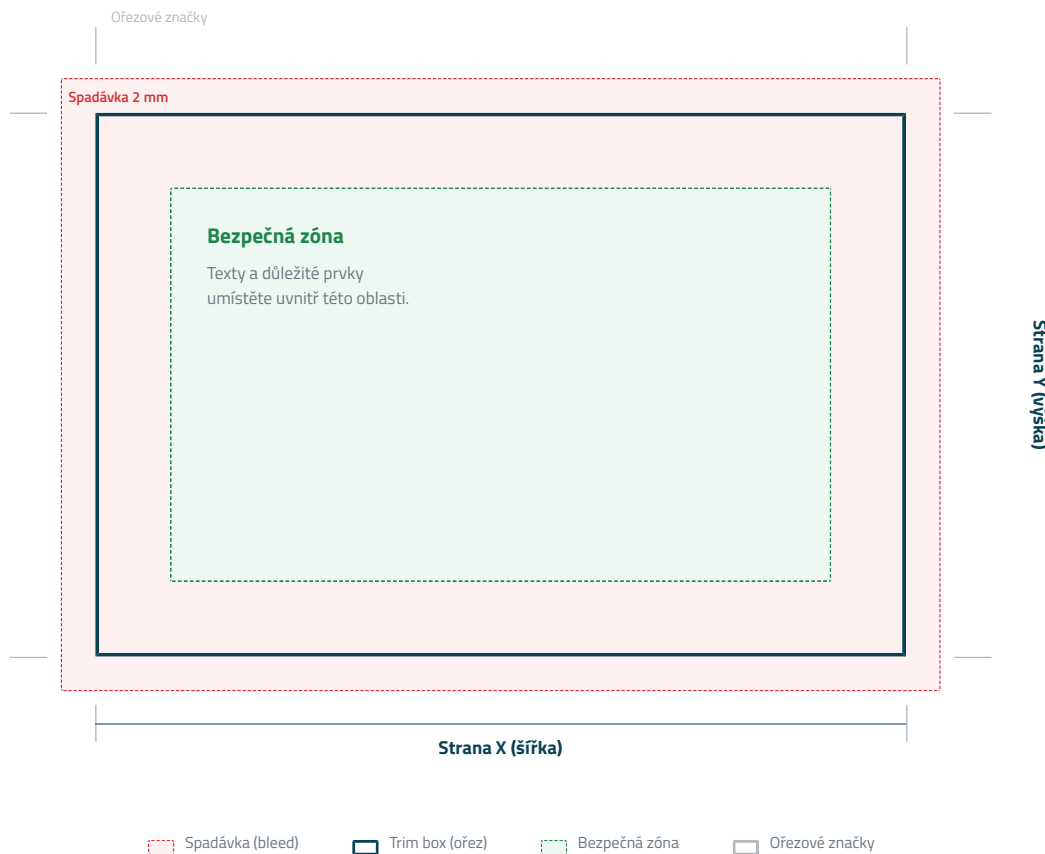 Ořezové značky
Spadávka 2 mm
Bezpečná zóna
Texty a důležité prvky
umístěte uvnitř této oblasti.
Strana Y (výška)
Strana X (šířka)
Spadávka (bleed)
Trim box (ořez)
Bezpečná zóna
Ořezové značky